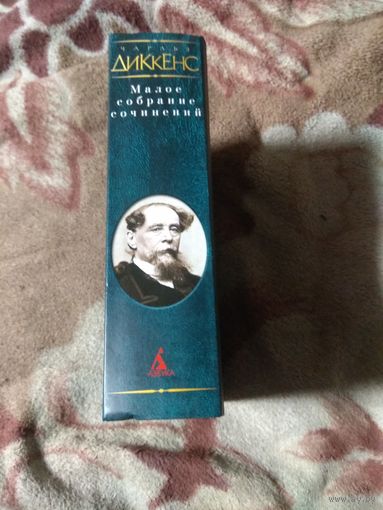 ЧАРЛЬЗ
ДИККЕНС
Малое
собрание
сочинений
АЗБУКА